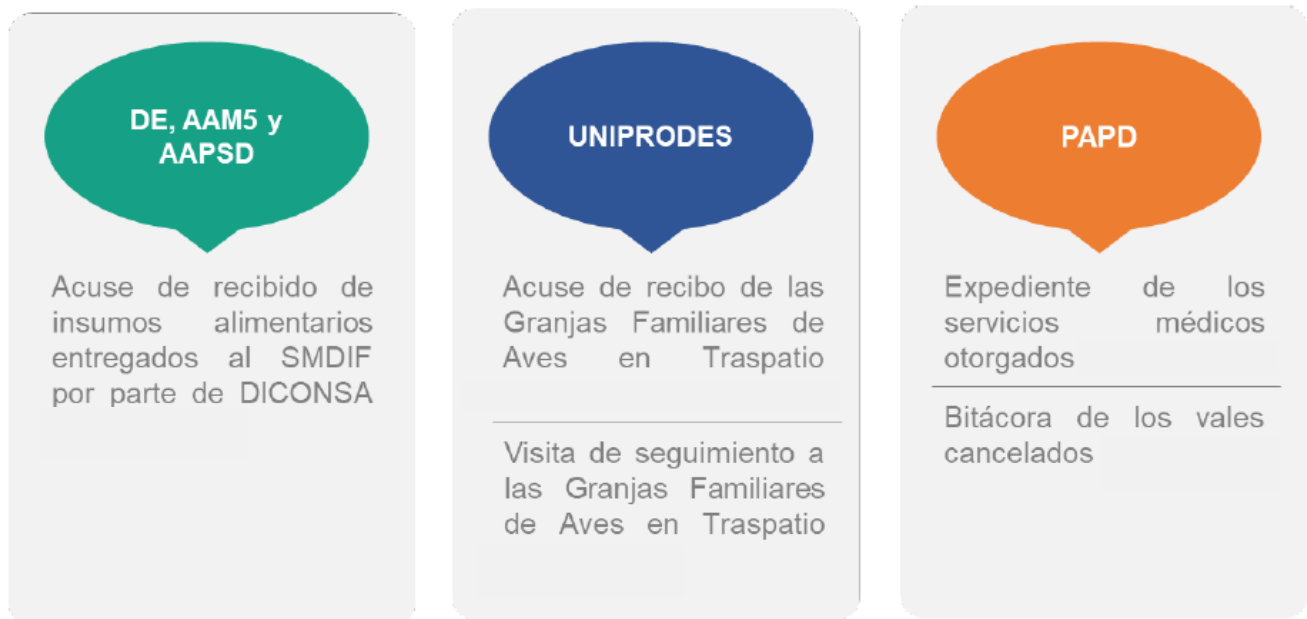 DE, AAM5 y
AAPSD
Acuse de recibido de
insumos alimentarios
entregados al SMDIF
por parte de DICONSA
UNIPRODES
Acuse de recibo de las
Granjas Familiares de
Aves en Traspatio
Visita de seguimiento a
las Granjas Familiares
de Aves en Traspatio
PAPD
Expediente de los
servicios médicos
otorgados
Bitácora de los vales
cancelados